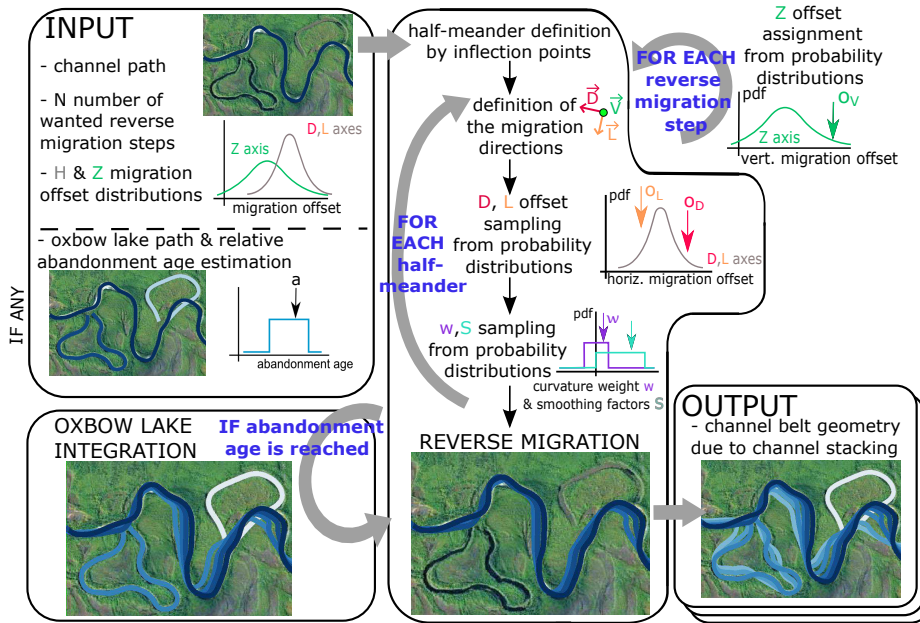 INPUT
- channel path
- N number of
wanted reverse
migration steps
- H & Z migration
offset distributions
D,L axes
Z axis
migration offset
IF ANY
- oxbow lake path & relative
abandonment age estimation
a
abandonment age
OXBOW LAKE
INTEGRATION
IF abandonment
age is reached
half-meander definition
by inflection points
definition of
the migration
directions
D
V
L
D, L offset
sampling
from probability
distributions
w,S sampling
from probability
distributions
FOR
EACH
half-
meander
FOR EACH
reverse
migration
step
Z offset
assignment
from probability
distributions
pdf
OV
Z axis
vert. migration offset
pdf
OL
OD
D,L axes
horiz. migration offset
pdf
w
S
curvature weight w
& smoothing factors S
REVERSE MIGRATION
OUTPUT
- channel belt geometry
due to channel stacking